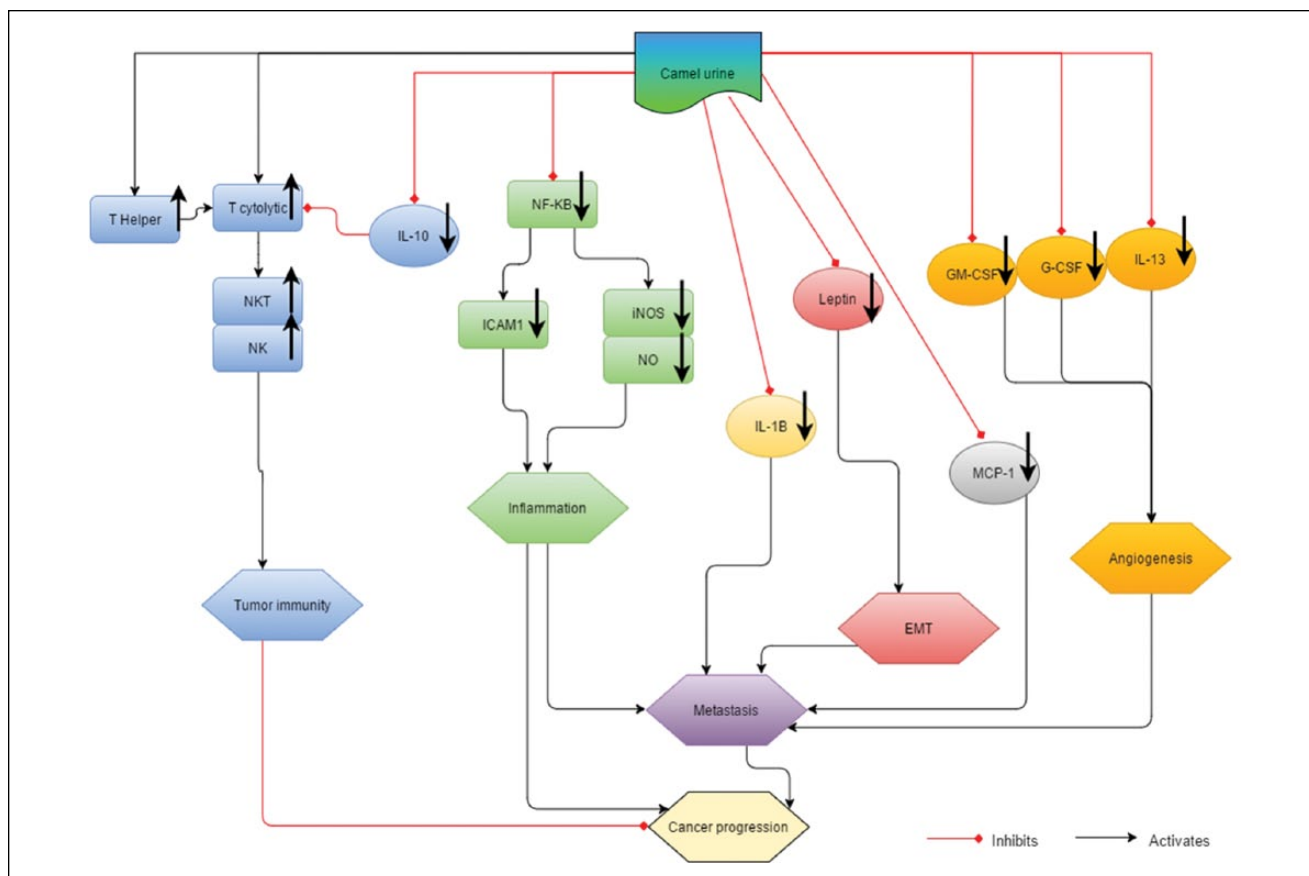 Camel urine
T Helper
T cytolytic
IL-10
NF-KB
GM-CSF
G-CSF
IL-13
NKT
NK
ICAM1
iNOS
NO
Leptin
IL-1B
MCP-1
Inflammation
Angiogenesis
Tumor immunity
EMT
Metastasis
Cancer progression
Inhibits
Activates